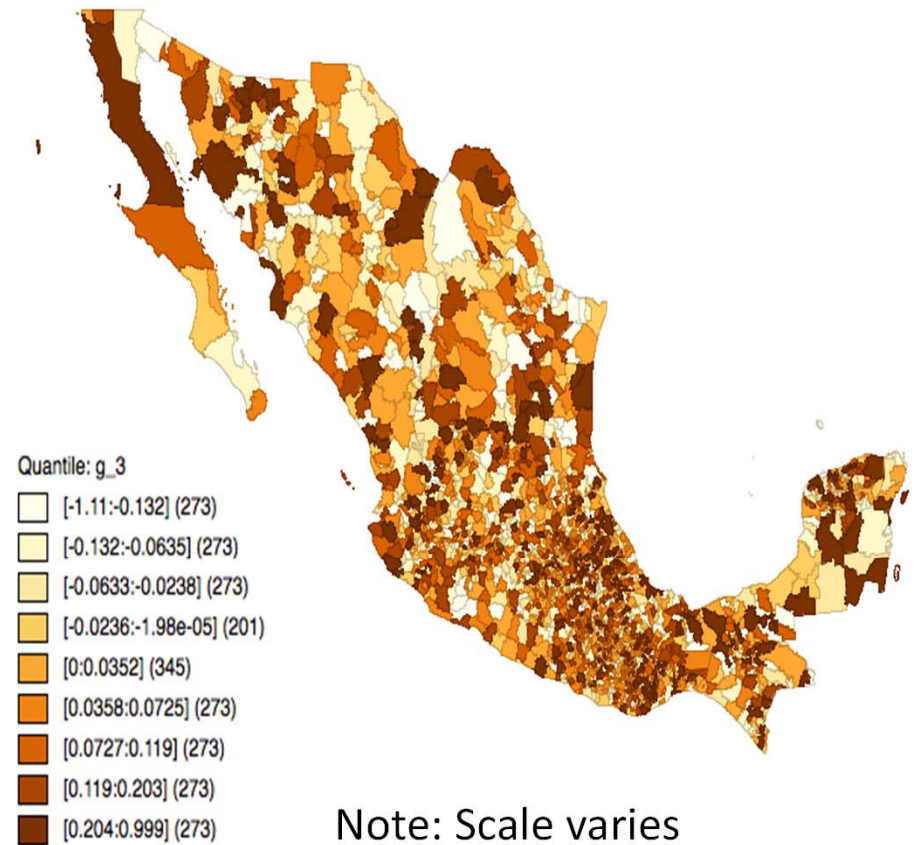 Quantile: g_3
[-1.11:-0.132] (273)
[-0.132:-0.0635] (273)
[-0.0633:-0.0238] (273)
[-0.0236:-1.98e-05] (201)
[0:0.0352] (345)
[0.0358:0.0725] (273)
[0.0727:0.119] (273)
[0.119:0.203] (273)
[0.204:0.999] (273)
Note: Scale varies